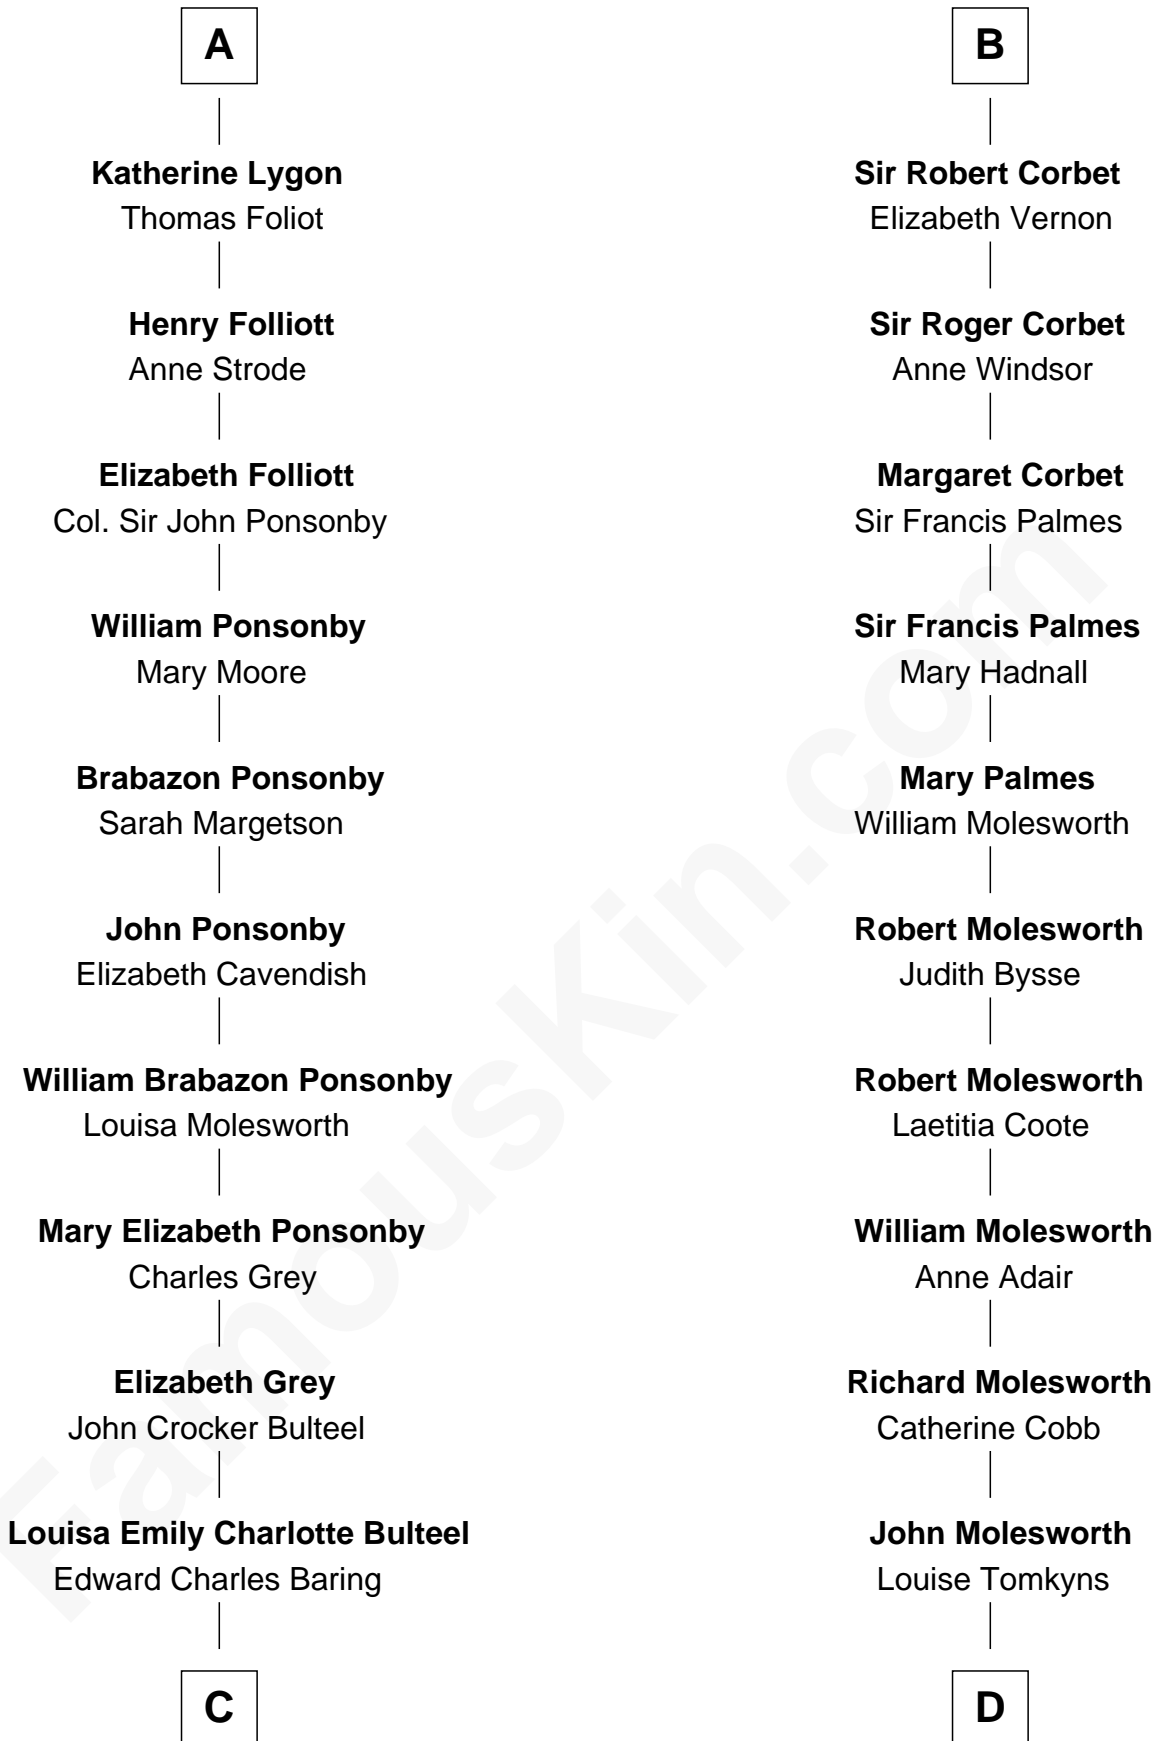 A
Katherine Lygon
Thomas Foliot
Henry Folliott
Anne Strode
Elizabeth Folliott
Col. Sir John Ponsonby
William Ponsonby
Mary Moore
Brabazon Ponsonby
Sarah Margetson
John Ponsonby
Elizabeth Cavendish
William Brabazon Ponsonby
Louisa Molesworth
Mary Elizabeth Ponsonby
Charles Grey
Elizabeth Grey
John Crocker Bulteel
Louisa Emily Charlotte Bulteel
Edward Charles Baring
C
B
Sir Robert Corbet
Elizabeth Vernon
Sir Roger Corbet
Anne Windsor
Margaret Corbet
Sir Francis Palmes
Sir Francis Palmes
Mary Hadnall
Mary Palmes
William Molesworth
Robert Molesworth
Judith Bysse
Robert Molesworth
Laetitia Coote
William Molesworth
Anne Adair
Richard Molesworth
Catherine Cobb
John Molesworth
Louise Tomkyns
D
FamousKin.com